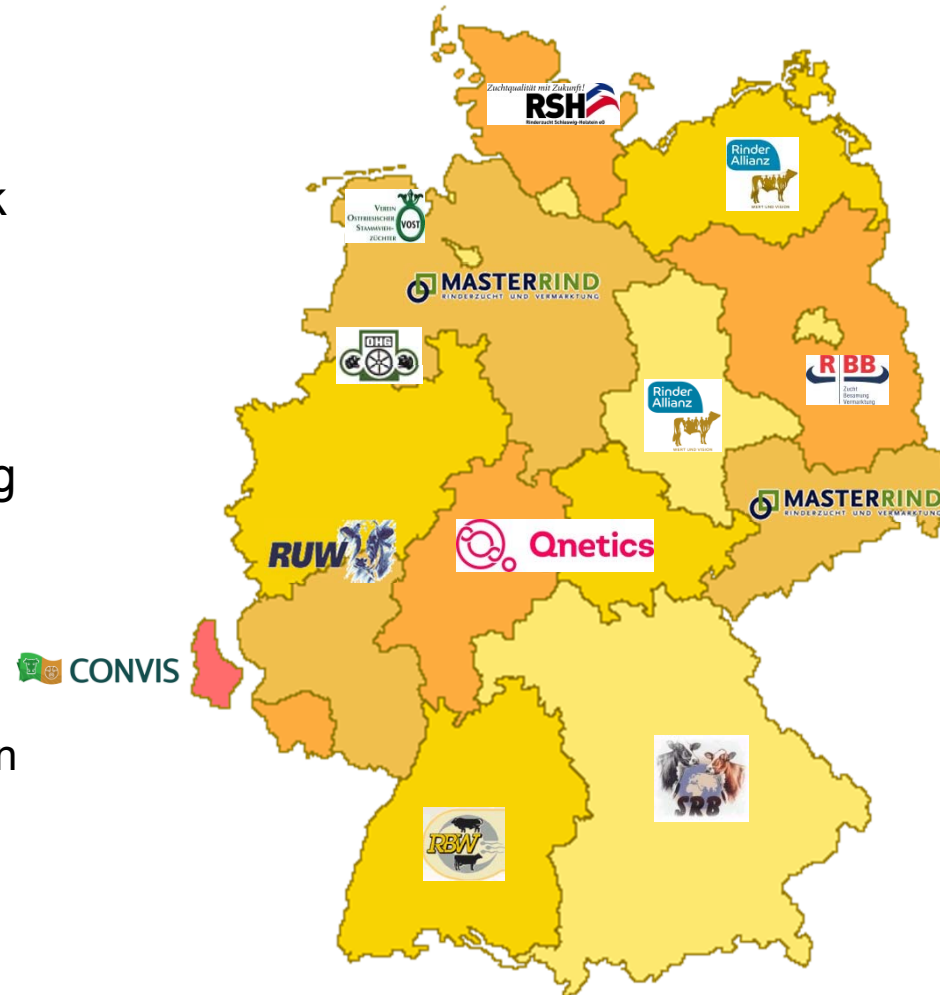 Zuchtqualität mit Zukunft!
RSH
Rinderzucht Schleswig-Holstein eG
Rinder
Allianz
k
VEREIN
OSTFRIESISCHER
STAMMVIEH-
ZÜCHTER
VOST
MASTERRIND
RINDERZUCHT UND VERMARKTUNG
OHG
RBB
Zucht
Besamung
Vermarktung
Rinder
Allianz
g
MASTERRIND
RINDERZUCHT UND VERMARKTUNG
RUW
Qnetics
CONVIS
n
SRB
RBW